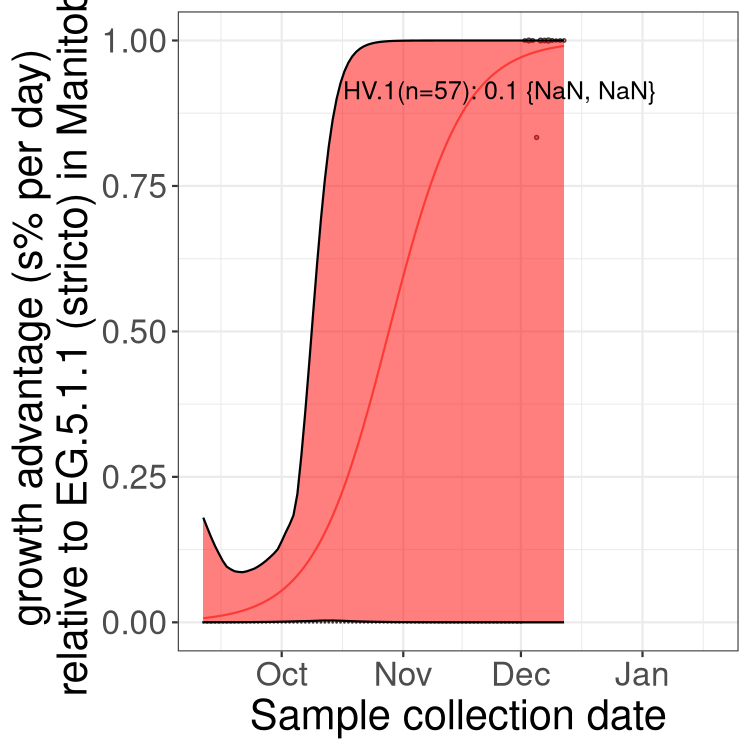 growth advantage (s% per day)
relative to EG.5.1.1 (stricto) in Manitob
1.00
0.75
0.50
0.25
0.00
HV.1(n=57): 0.1 {NaN, NaN}
Oct Nov Dec Jan
Sample collection date